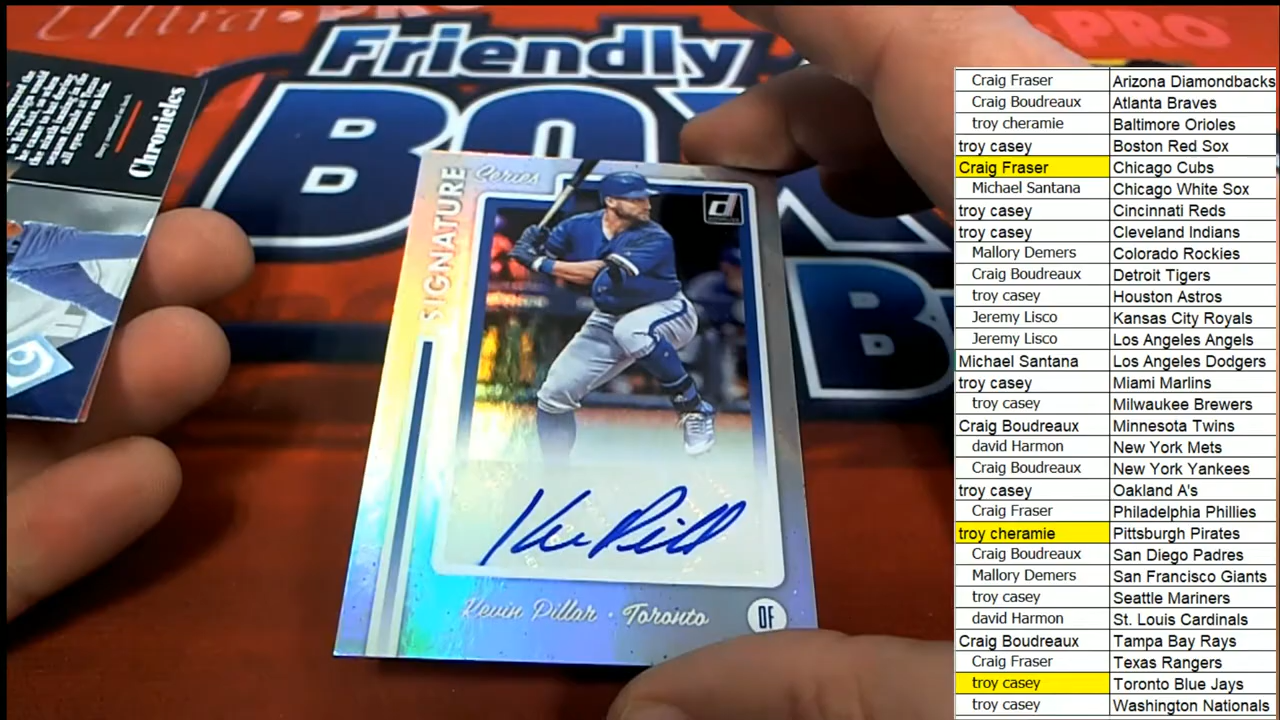 Ultra·PRO
PRO
Friendly
BOX
Chronicles
SIGNATURE
Series
d
Kevin Pillar · Toronto
OF
Craig Fraser Arizona Diamondbacks
Craig Boudreaux Atlanta Braves
troy cheramie Baltimore Orioles
troy casey Boston Red Sox
Craig Fraser Chicago Cubs
Michael Santana Chicago White Sox
troy casey Cincinnati Reds
troy casey Cleveland Indians
Mallory Demers Colorado Rockies
Craig Boudreaux Detroit Tigers
troy casey Houston Astros
Jeremy Lisco Kansas City Royals
Jeremy Lisco Los Angeles Angels
Michael Santana Los Angeles Dodgers
troy casey Miami Marlins
troy casey Milwaukee Brewers
Craig Boudreaux Minnesota Twins
david Harmon New York Mets
Craig Boudreaux New York Yankees
troy casey Oakland A's
Craig Fraser Philadelphia Phillies
troy cheramie Pittsburgh Pirates
Craig Boudreaux San Diego Padres
Mallory Demers San Francisco Giants
troy casey Seattle Mariners
david Harmon St. Louis Cardinals
Craig Boudreaux Tampa Bay Rays
Craig Fraser Texas Rangers
troy casey Toronto Blue Jays
troy casey Washington Nationals